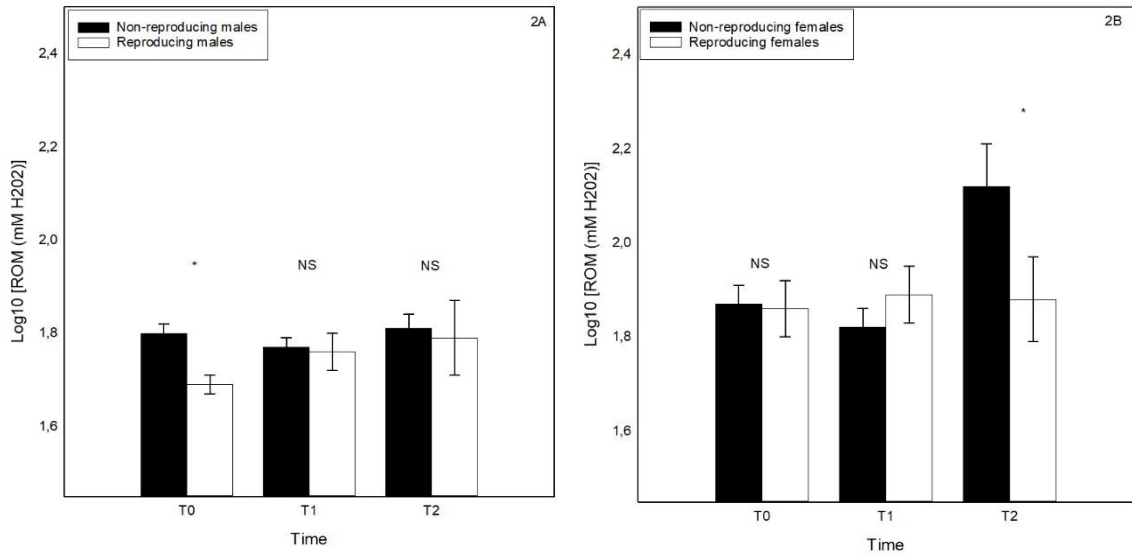 2A
Non-reproducing males
Reproducing males
Log10 [ROM (mM H202)]
2,4
2,2
2,0
1,8
1,6
*
NS
NS
T0
T1
T2
Time
2B
Non-reproducing females
Reproducing females
Log10 [ROM (mM H202)]
2,4
2,2
2,0
1,8
1,6
NS
NS
*
T0
T1
T2
Time